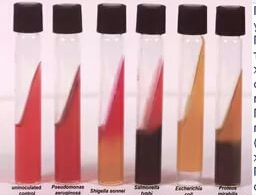 uninoculated control
Pseudomonas aeruginosa
Shigella sonnei
Salmonella typhi
Escherichia coli
Proteus mirabilis